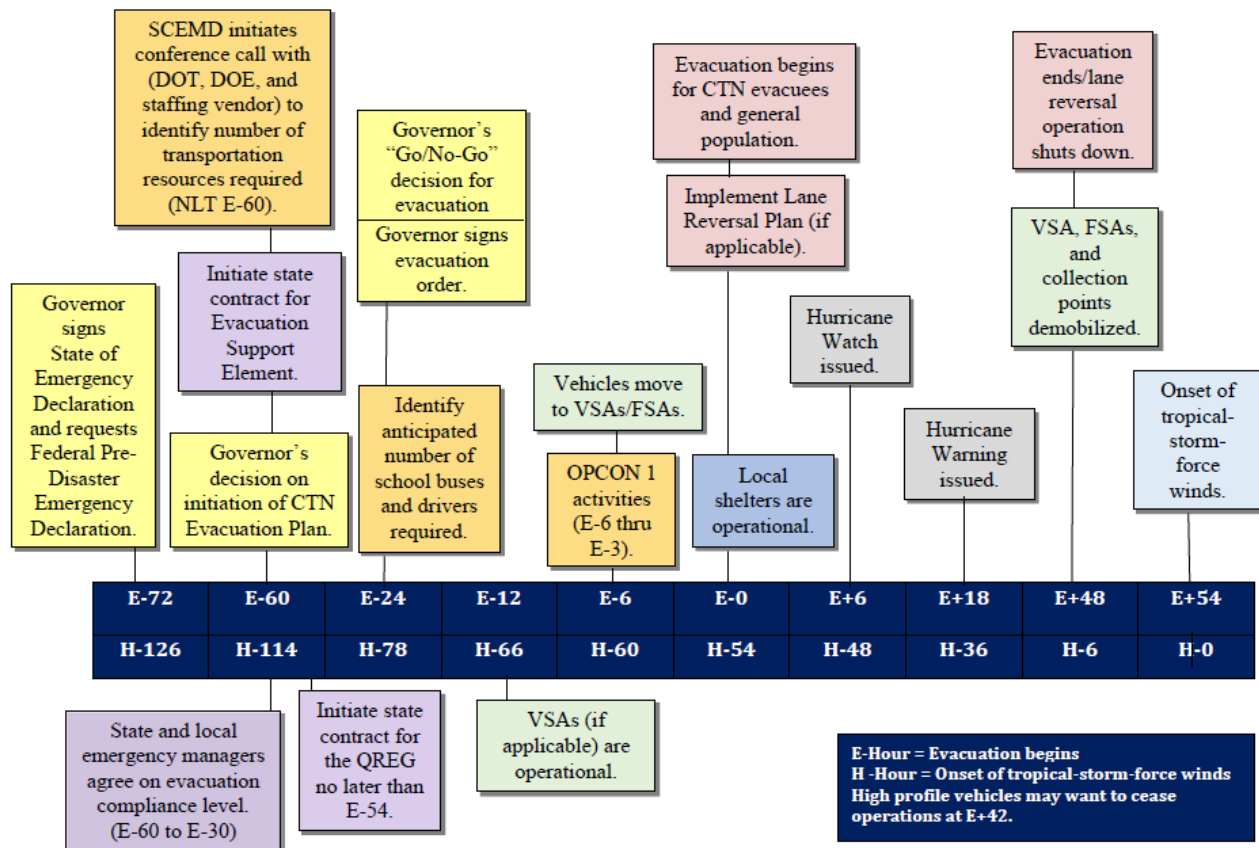 SCEMD initiates
conference call with
(DOT, DOE, and
staffing vendor) to
identify number of
transportation
resources required
(NLT E-60).
Governor’s
“Go/No-Go”
decision for
evacuation
Governor signs
evacuation
order.
Evacuation begins
for CTN evacuees
and general
population.
Evacuation
ends/lane
reversal
operation
shuts down.
Implement Lane
Reversal Plan (if
applicable).
VSA, FSAs,
and
collection
points
demobilized.
Initiate state
contract for
Evacuation
Support
Element.
Governor
signs
State of
Emergency
Declaration
and requests
Federal Pre-
Disaster
Emergency
Declaration.
Hurricane
Watch
issued.
Vehicles move
to VSAs/FSAs.
Identify
anticipated
number of
school buses
and drivers
required.
Onset of
tropical-
storm-
force
winds.
Hurricane
Warning
issued.
Governor’s
decision on
initiation of CTN
Evacuation Plan.
OPCON 1
activities
(E-6 thru
E-3).
Local
shelters are
operational.
E-72 E-60 E-24 E-12 E-6 E-0 E+6 E+18 E+48 E+54
H-126 H-114 H-78 H-66 H-60 H-54 H-48 H-36 H-6 H-0
State and local
emergency managers
agree on evacuation
compliance level.
(E-60 to E-30)
Initiate state
contract for
the QREG
no later than
E-54.
VSAs (if
applicable) are
operational.
E-Hour = Evacuation begins
H -Hour = Onset of tropical-storm-force winds
High profile vehicles may want to cease
operations at E+42.